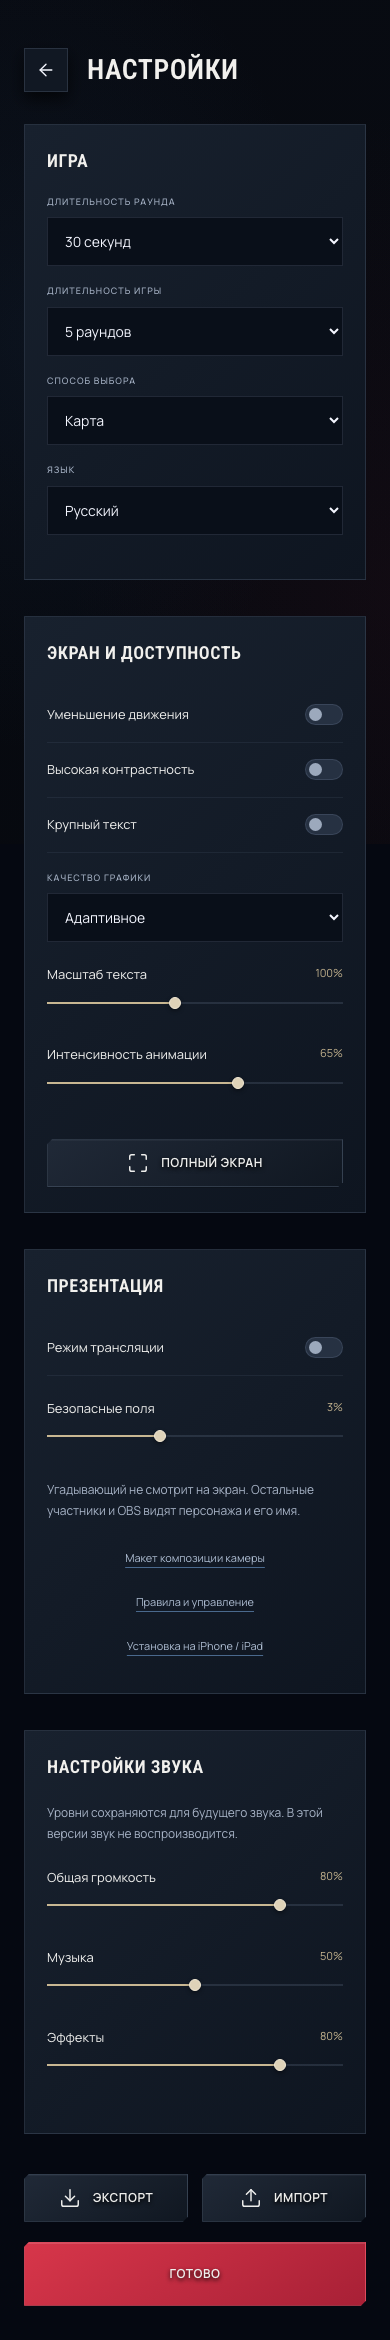 НАСТРОЙКИ
ИГРА
ДЛИТЕЛЬНОСТЬ РАУНДА
30 секунд
ДЛИТЕЛЬНОСТЬ ИГРЫ
5 раундов
СПОСОБ ВЫБОРА
Карта
ЯЗЫК
Русский
ЭКРАН И ДОСТУПНОСТЬ
Уменьшение движения
Высокая контрастность
Крупный текст
КАЧЕСТВО ГРАФИКИ
Адаптивное
Масштаб текста 100%
Интенсивность анимации 65%
ПОЛНЫЙ ЭКРАН
ПРЕЗЕНТАЦИЯ
Режим трансляции
Безопасные поля 3%
Угадывающий не смотрит на экран. Остальные
участники и OBS видят персонажа и его имя.
Макет композиции камеры
Правила и управление
Установка на iPhone / iPad
НАСТРОЙКИ ЗВУКА
Уровни сохраняются для будущего звука. В этой
версии звук не воспроизводится.
Общая громкость 80%
Музыка 50%
Эффекты 80%
ЭКСПОРТ ИМПОРТ
ГОТОВО